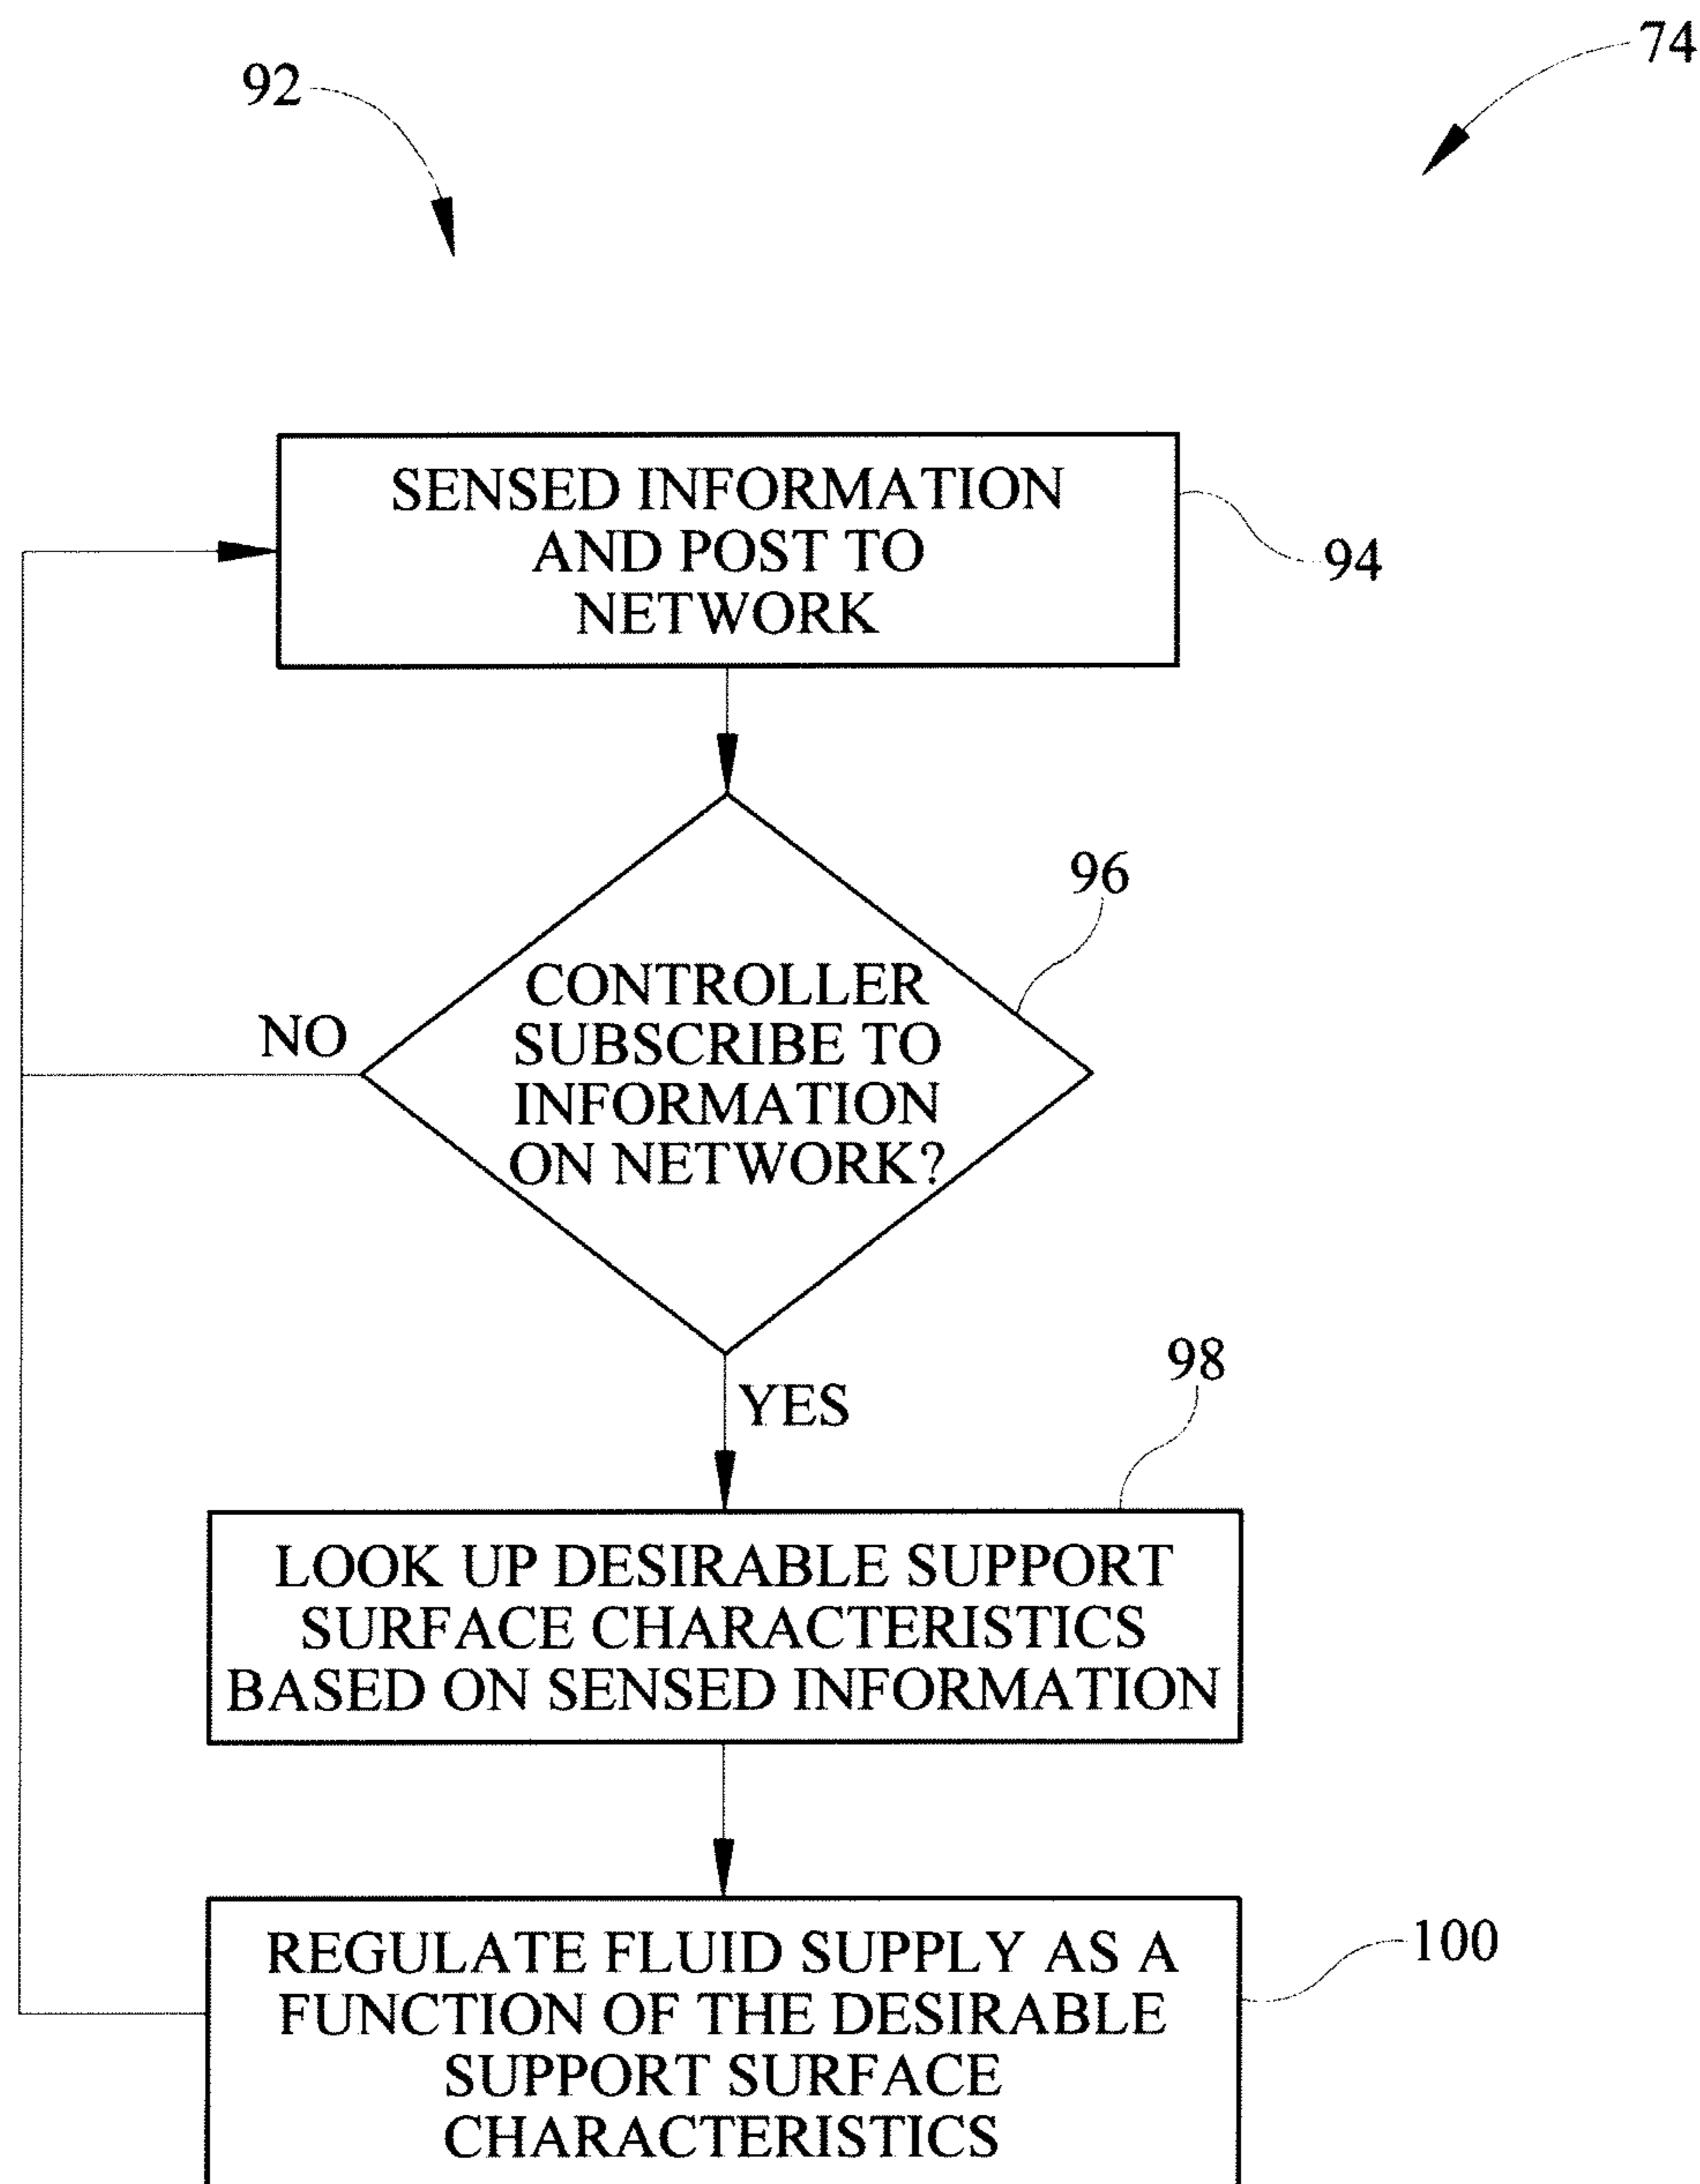 74
92
SENSED INFORMATION
AND POST TO
NETWORK
94
96
CONTROLLER
SUBSCRIBE TO
INFORMATION
ON NETWORK?
NO
YES
98
LOOK UP DESIRABLE SUPPORT
SURFACE CHARACTERISTICS
BASED ON SENSED INFORMATION
REGULATE FLUID SUPPLY AS A
FUNCTION OF THE DESIRABLE
SUPPORT SURFACE
CHARACTERISTICS
100